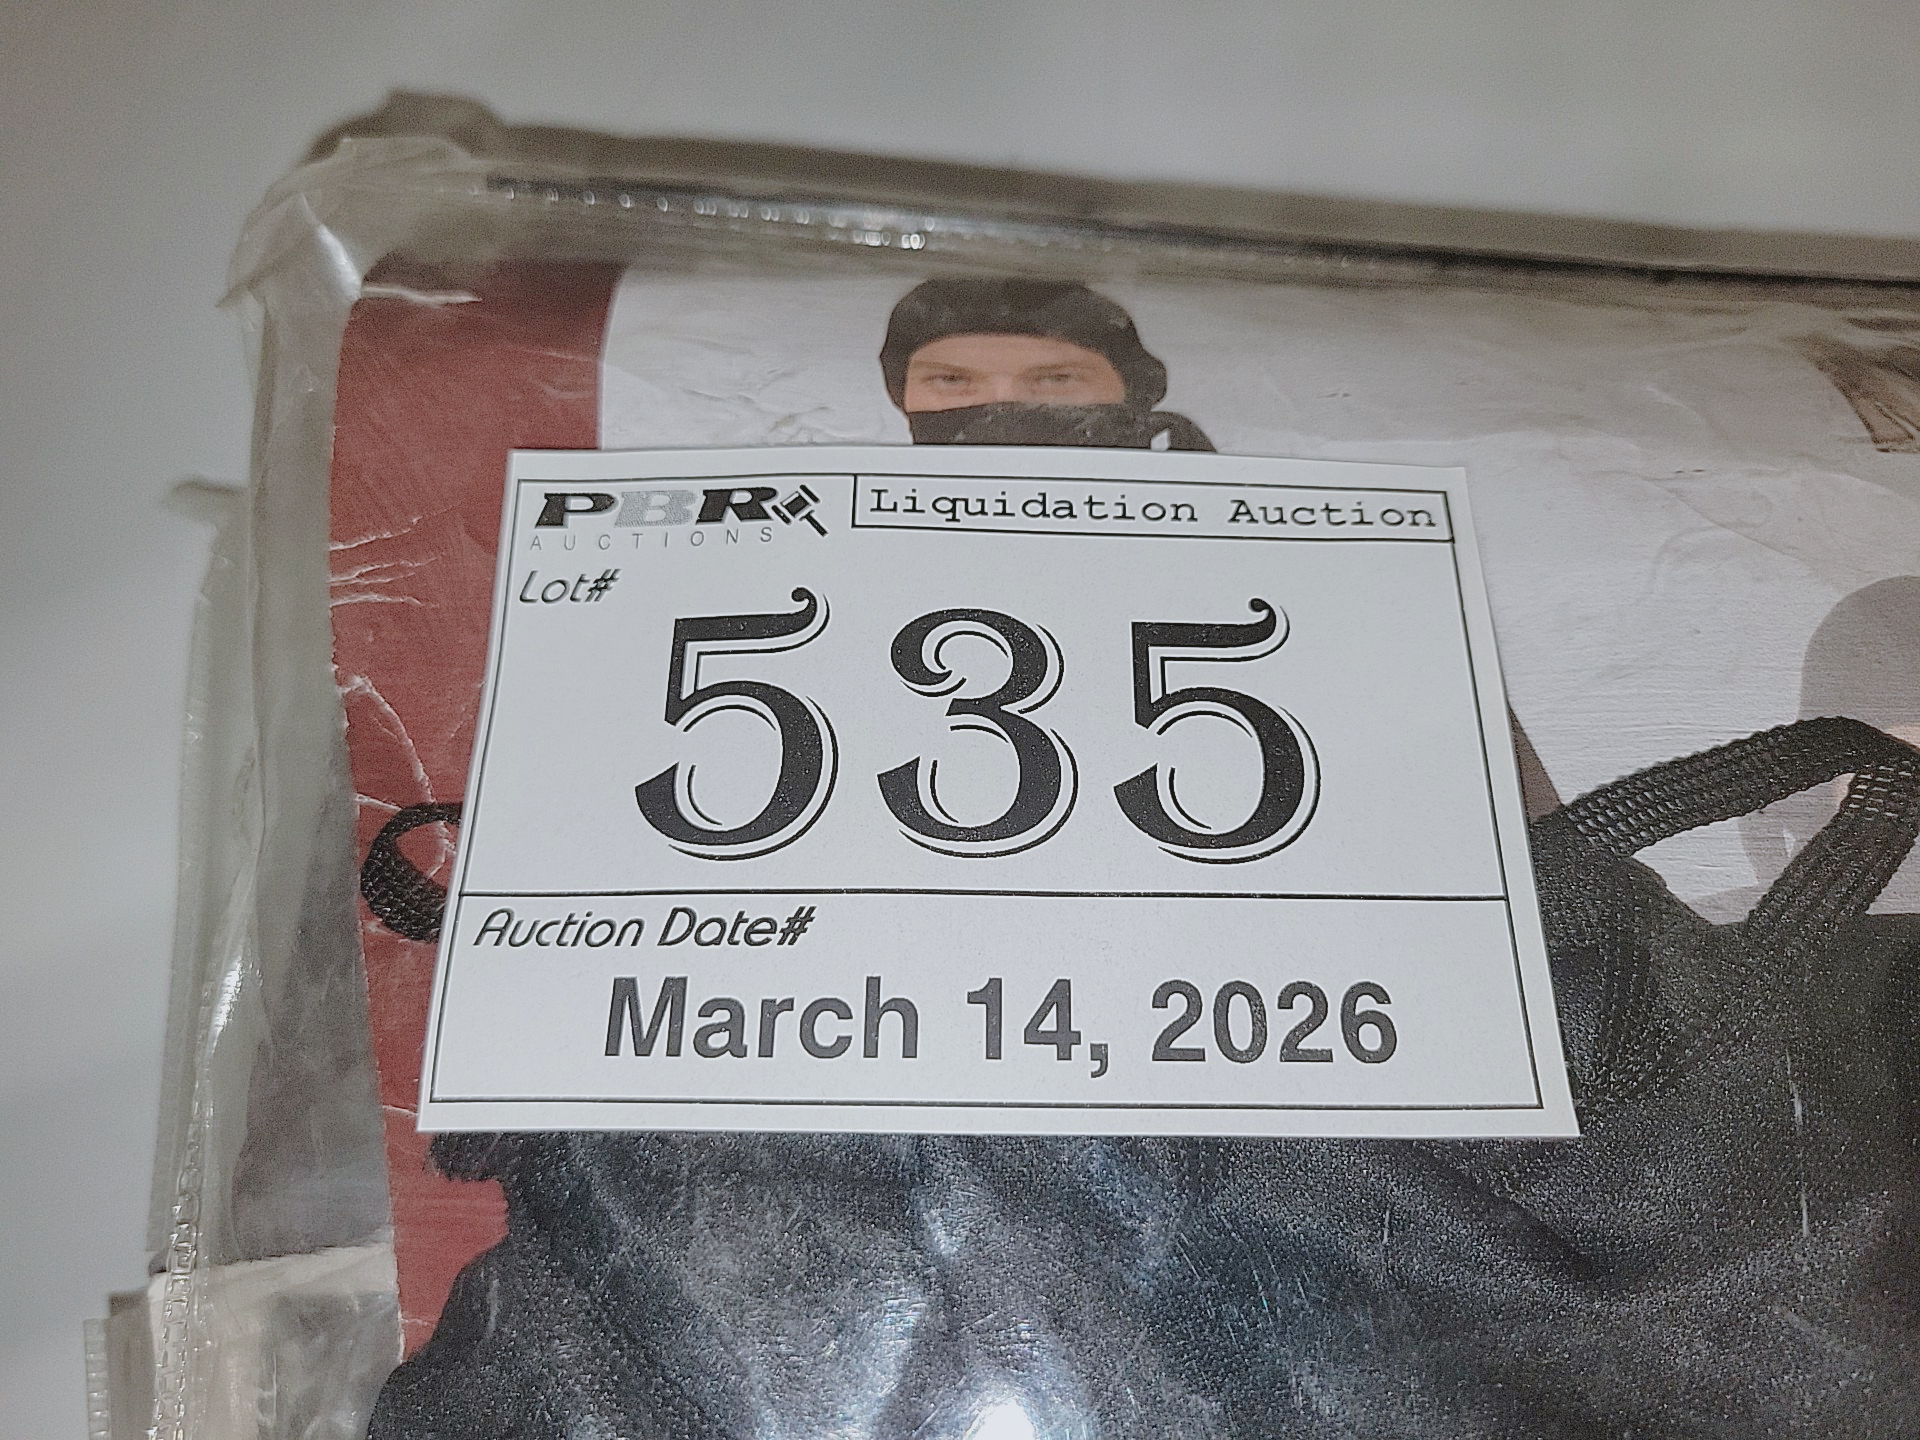 PBR
AUCTIONS
Liquidation Auction
Lot#
535
Auction Date#
March 14, 2026